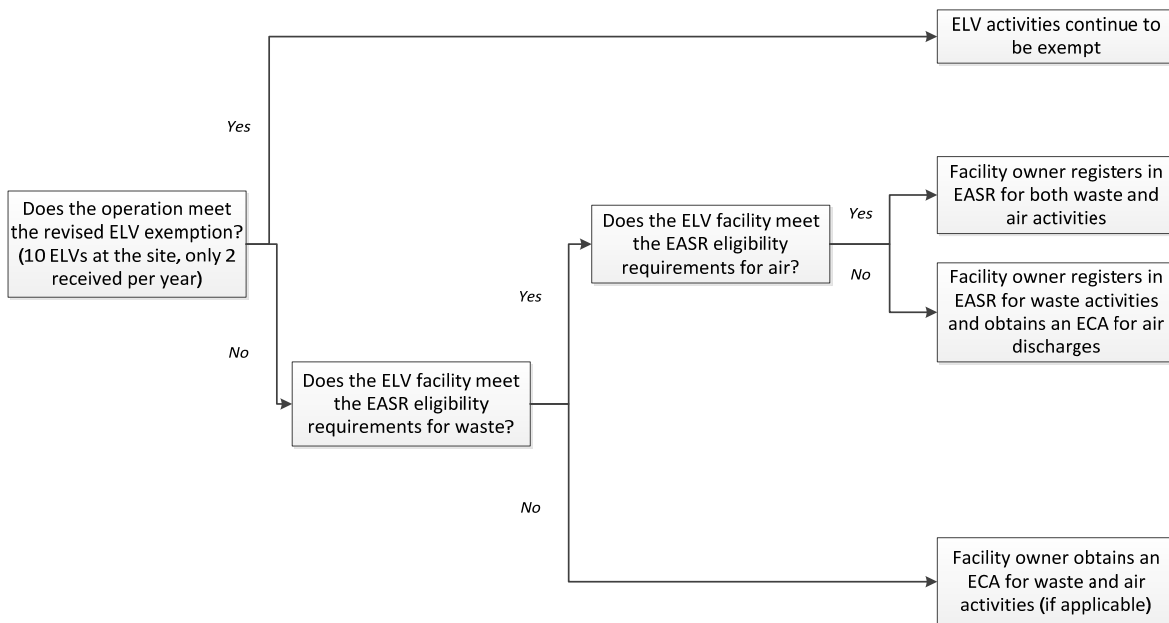 ELV activities continue to
be exempt
Yes
Does the operation meet
the revised ELV exemption?
(10 ELVs at the site, only 2
received per year)
No
Does the ELV facility meet
the EASR eligibility
requirements for waste?
Yes
Does the ELV facility meet
the EASR eligibility
requirements for air?
Yes
Facility owner registers in
EASR for both waste and
air activities
No
Facility owner registers in
EASR for waste activities
and obtains an ECA for air
discharges
No
Facility owner obtains an
ECA for waste and air
activities (if applicable)